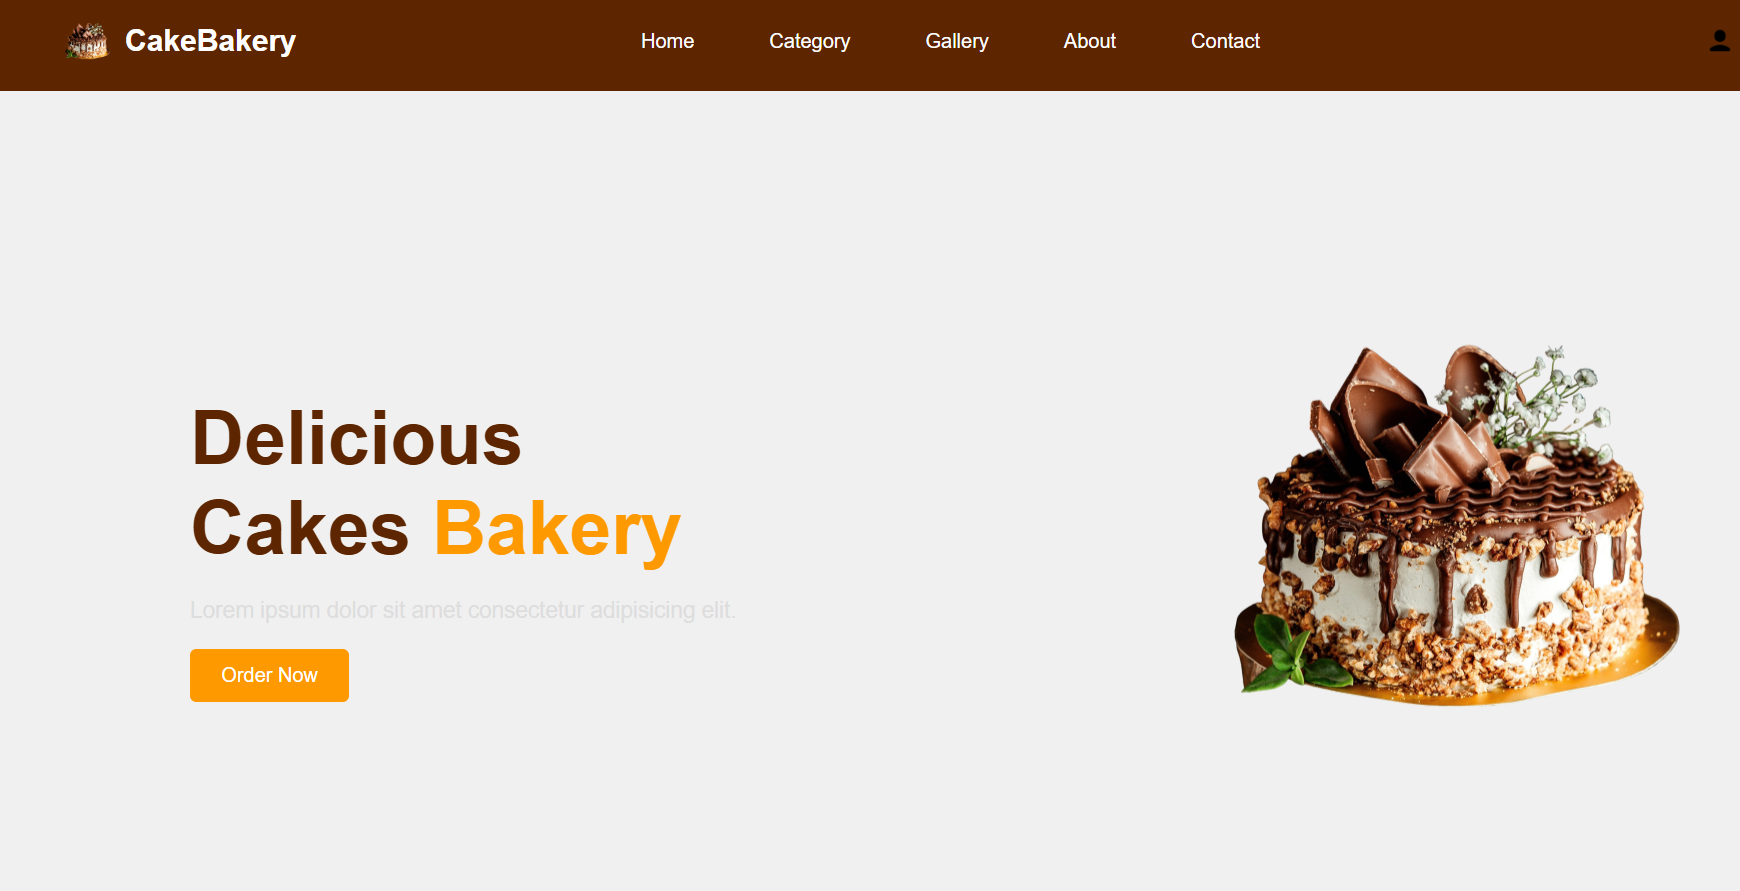 CakeBakery
Home Category Gallery About Contact
Delicious
Cakes Bakery
Lorem ipsum dolor sit amet consectetur adipisicing elit.
Order Now